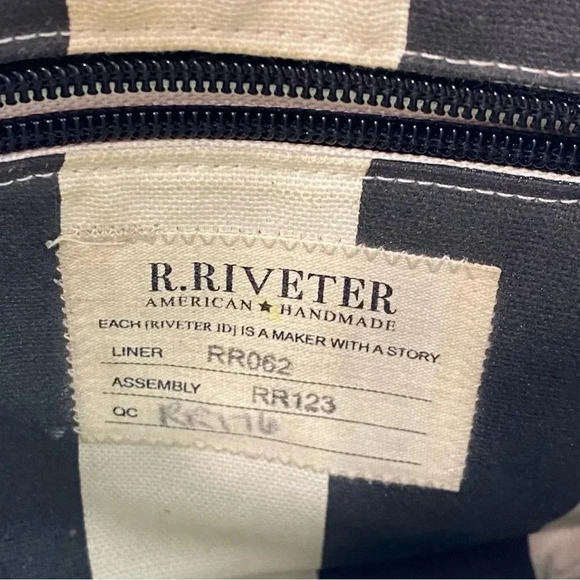 R.RIVETER
AMERICAN ★ HANDMADE
EACH [RIVETER ID] IS A MAKER WITH A STORY
LINER RR062
ASSEMBLY RR123
QC